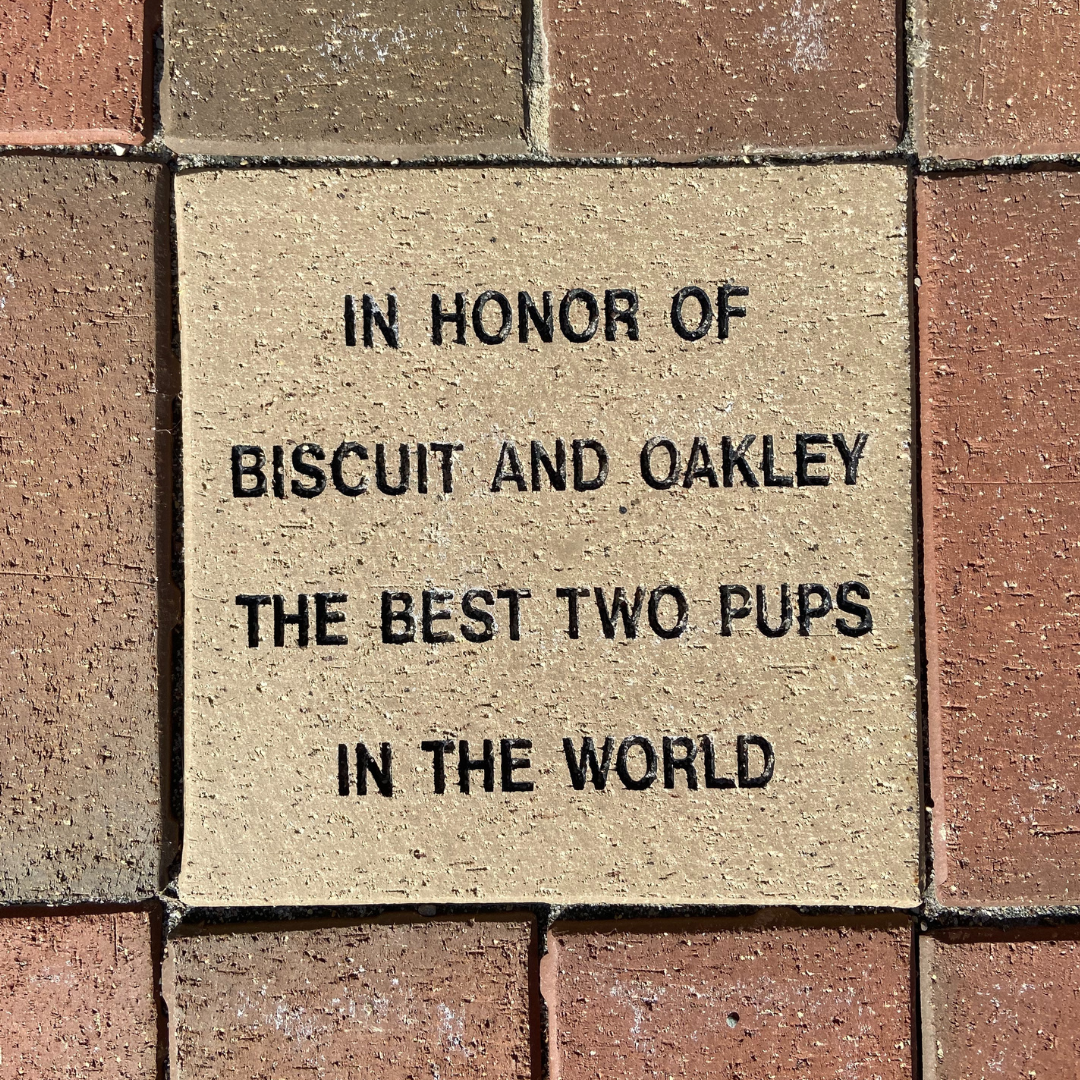 IN HONOR OF
BISCUIT AND OAKLEY
THE BEST TWO PUPS
IN THE WORLD